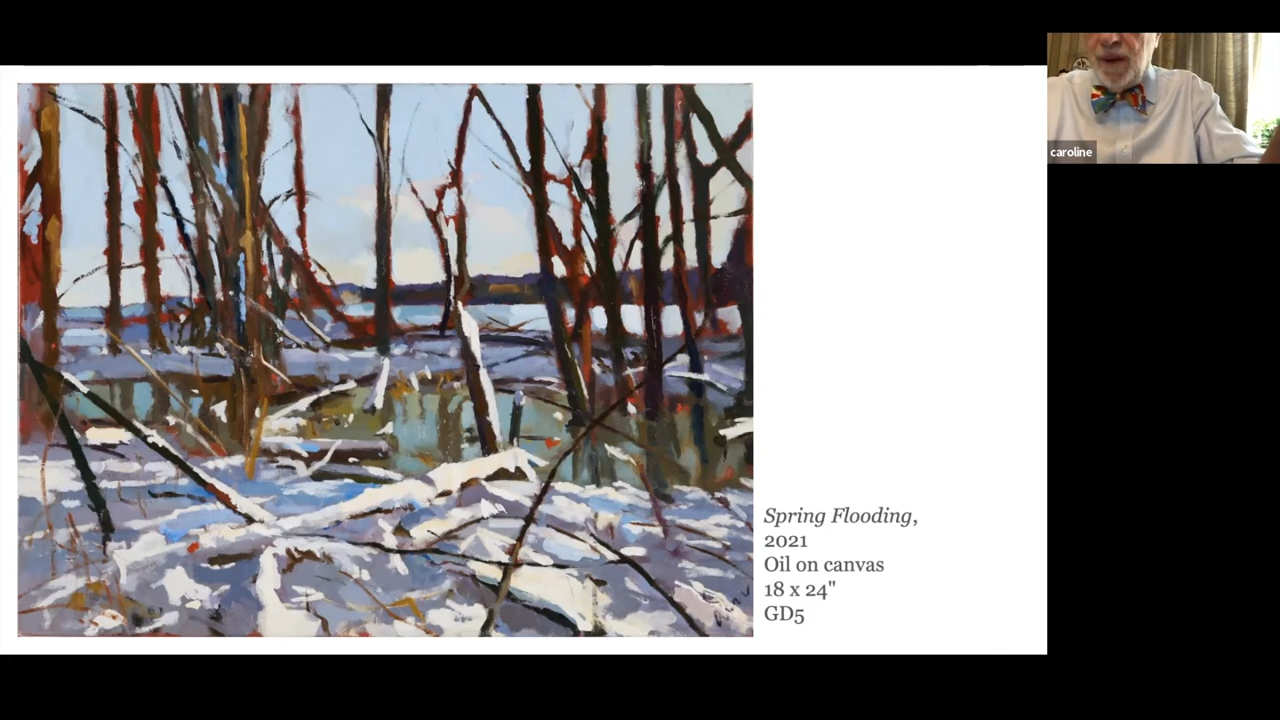 caroline
Spring Flooding,
2021
Oil on canvas
18 x 24"
GD5